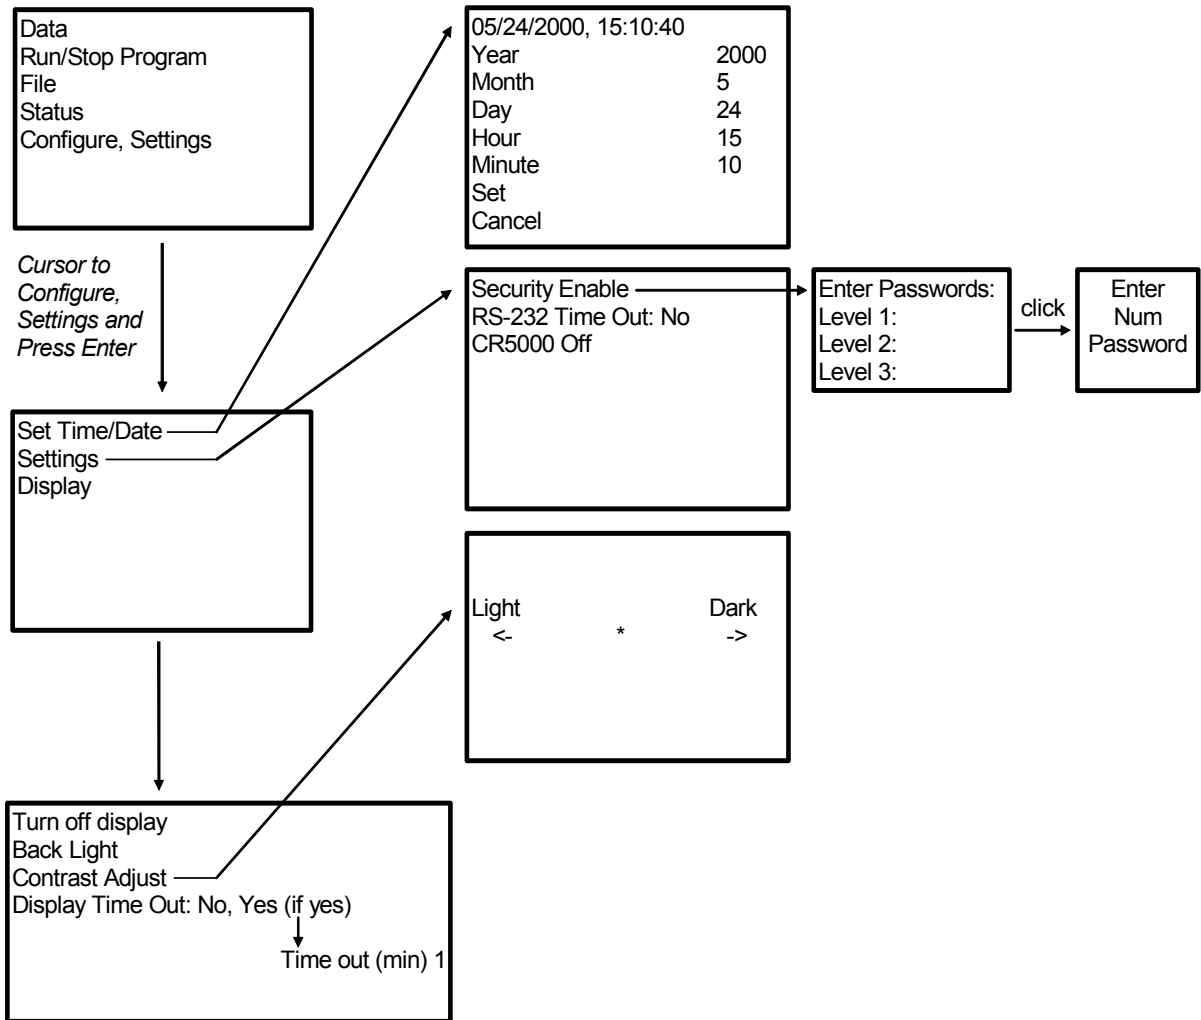 Data
Run/Stop Program
File
Status
Configure, Settings
Cursor to
Configure,
Settings and
Press Enter
Set Time/Date
Settings
Display
05/24/2000, 15:10:40
Year 2000
Month 5
Day 24
Hour 15
Minute 10
Set
Cancel
Security Enable
RS-232 Time Out: No
CR5000 Off
Enter Passwords:
Level 1:
Level 2:
Level 3:
click
Enter
Num
Password
Light Dark
<- * ->
Turn off display
Back Light
Contrast Adjust
Display Time Out: No, Yes (if yes)
Time out (min) 1